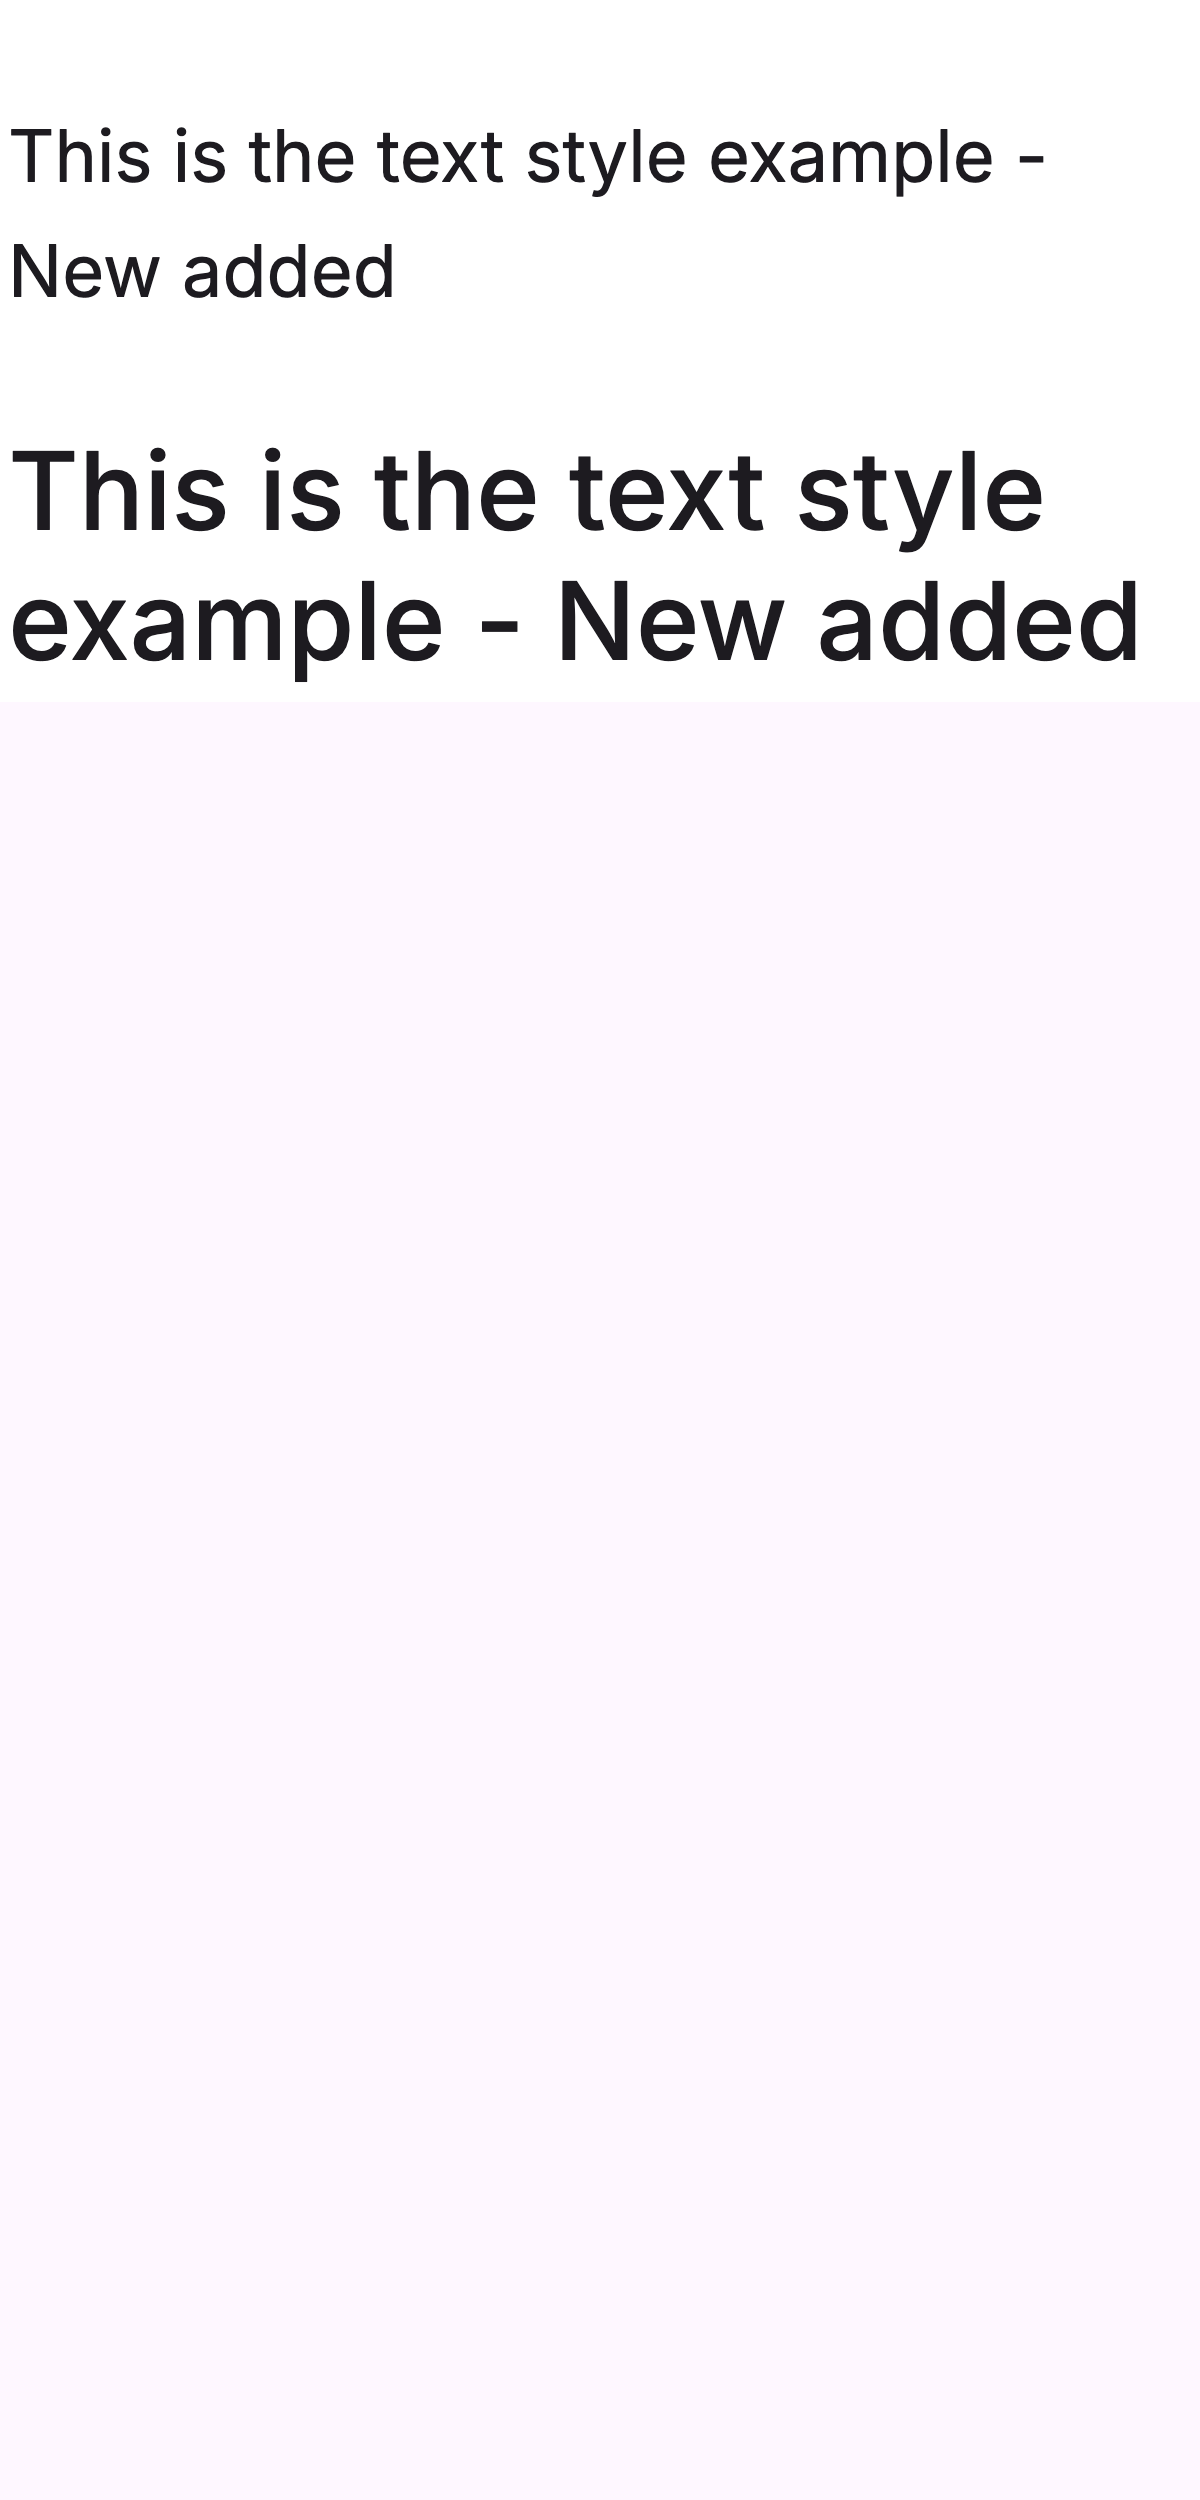 This is the text style example -
New added
This is the text style
example - New added